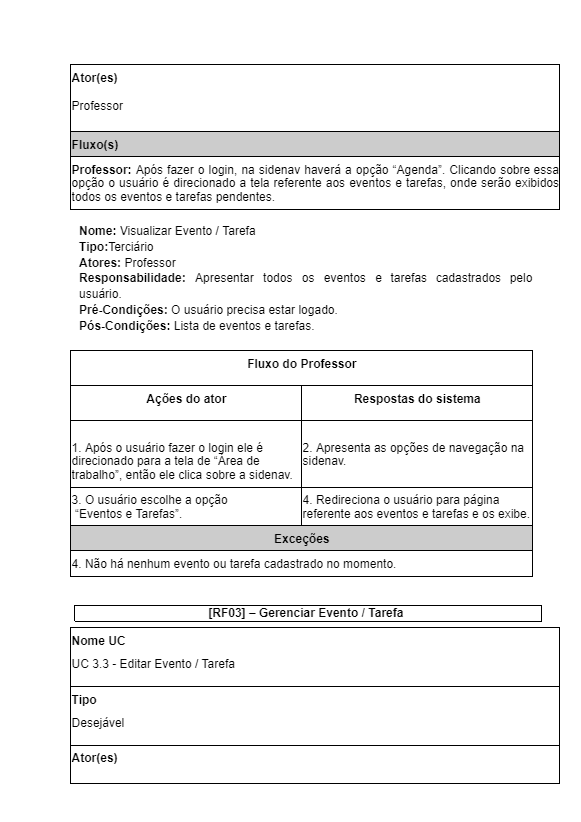 Ator(es)
Professor
Fluxo(s)
Professor: Após fazer o login, na sidenav haverá a opção “Agenda”. Clicando sobre essa
opção o usuário é direcionado a tela referente aos eventos e tarefas, onde serão exibidos
todos os eventos e tarefas pendentes.
Nome: Visualizar Evento / Tarefa
Tipo:Terciário
Atores: Professor
Responsabilidade: Apresentar todos os eventos e tarefas cadastrados pelo
usuário.
Pré-Condições: O usuário precisa estar logado.
Pós-Condições: Lista de eventos e tarefas.
Fluxo do Professor
Ações do ator
Respostas do sistema
1. Após o usuário fazer o login ele é
direcionado para a tela de “Área de
trabalho”, então ele clica sobre a sidenav.
2. Apresenta as opções de navegação na
sidenav.
3. O usuário escolhe a opção
“Eventos e Tarefas”.
4. Redireciona o usuário para página
referente aos eventos e tarefas e os exibe.
Exceções
4. Não há nenhum evento ou tarefa cadastrado no momento.
[RF03] – Gerenciar Evento / Tarefa
Nome UC
UC 3.3 - Editar Evento / Tarefa
Tipo
Desejável
Ator(es)